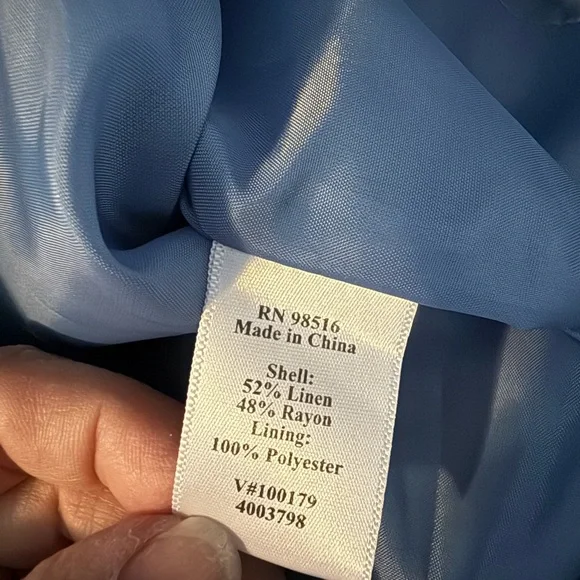 RN 98516
Made in China
Shell:
52% Linen
48% Rayon
Lining:
100% Polyester
V#100179
4003798